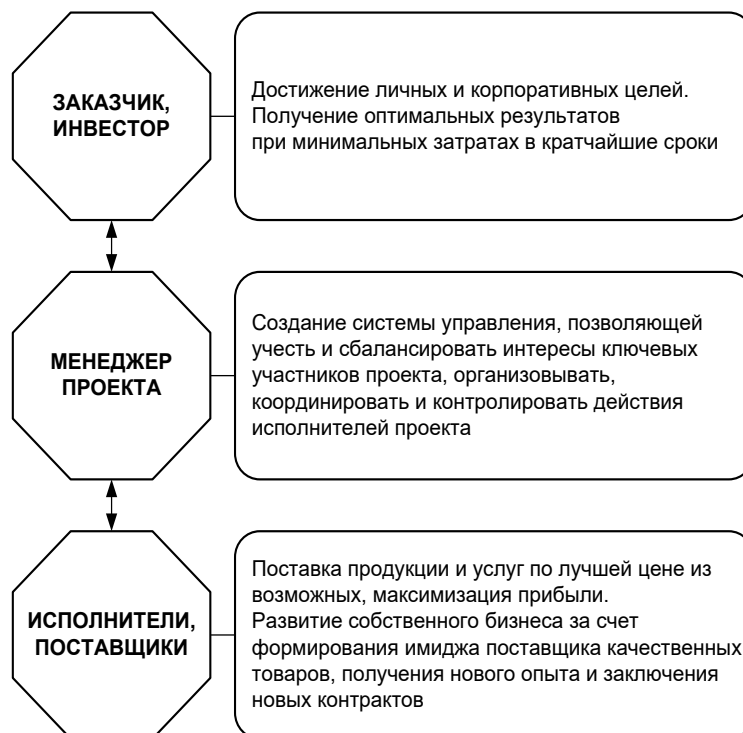 ЗАКАЗЧИК,
ИНВЕСТОР
Достижение личных и корпоративных целей.
Получение оптимальных результатов
при минимальных затратах в кратчайшие сроки
МЕНЕДЖЕР
ПРОЕКТА
Создание системы управления, позволяющей
учесть и сбалансировать интересы ключевых
участников проекта, организовывать,
координировать и контролировать действия
исполнителей проекта
ИСПОЛНИТЕЛИ,
ПОСТАВЩИКИ
Поставка продукции и услуг по лучшей цене из
возможных, максимизация прибыли.
Развитие собственного бизнеса за счет
формирования имиджа поставщика качественных
товаров, получения нового опыта и заключения
новых контрактов